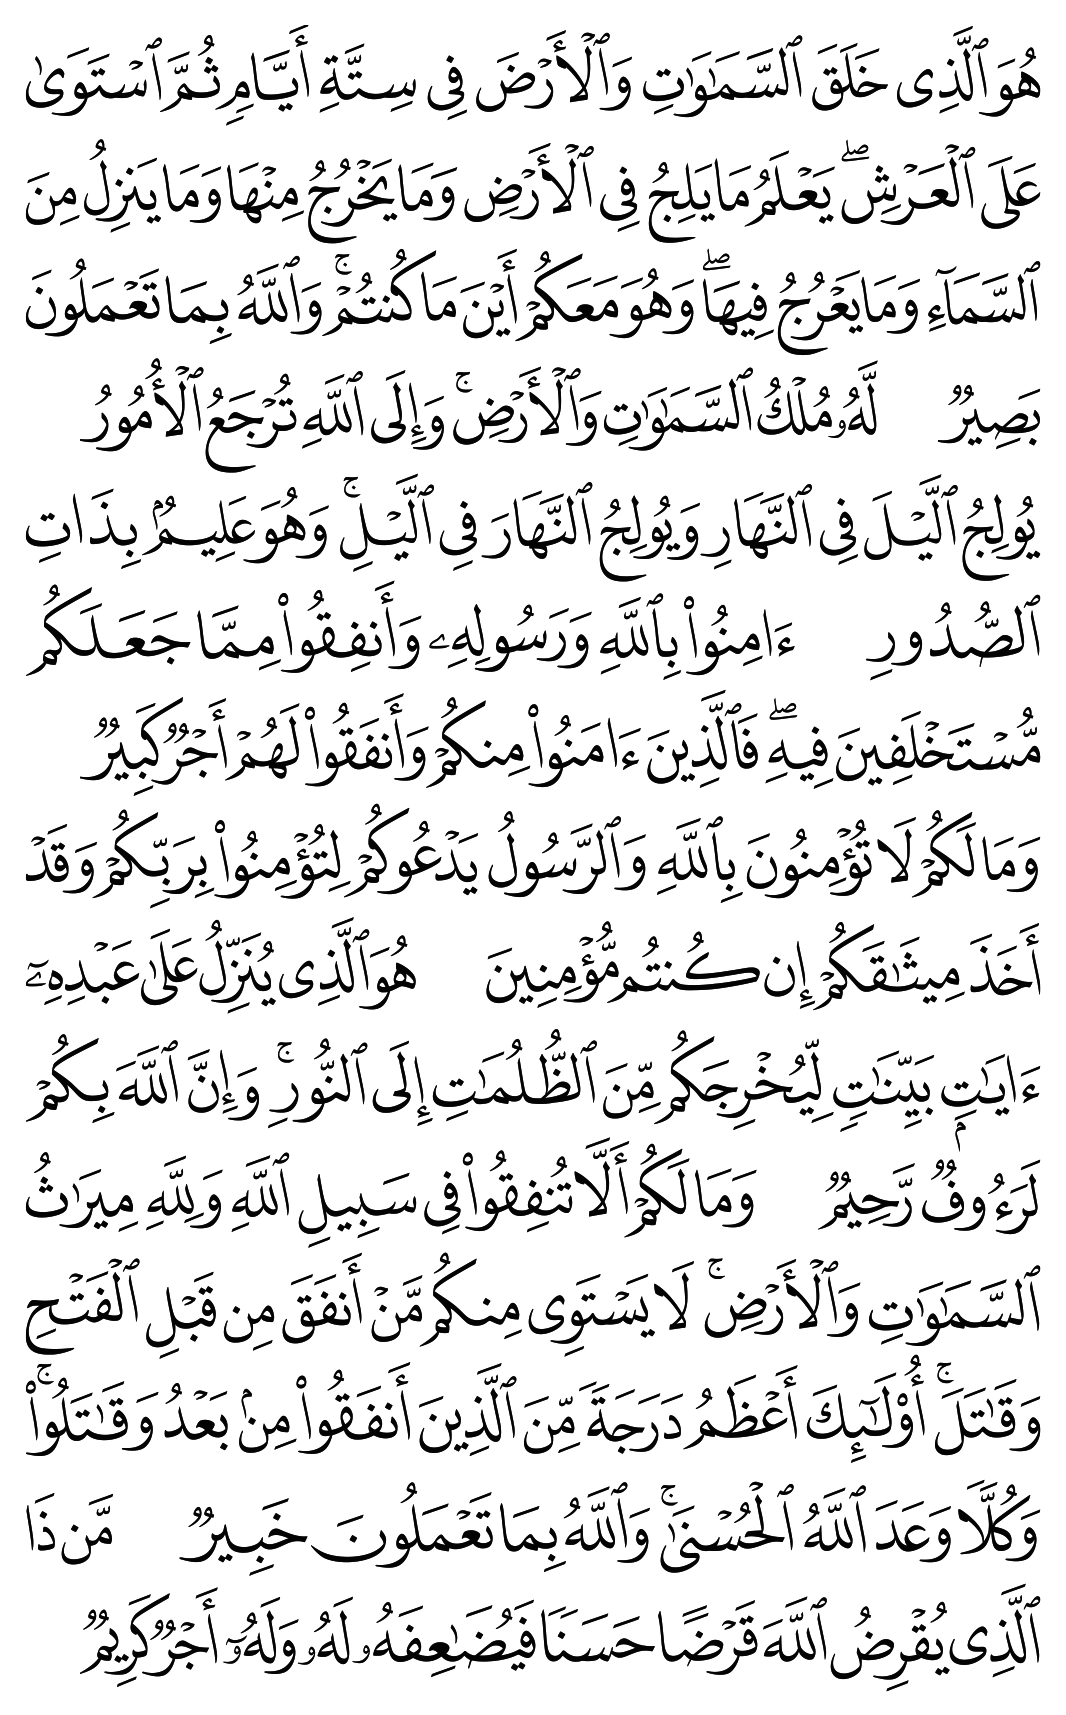 هُوَ ٱلَّذِى خَلَقَ ٱلسَّمَـٰوَٰتِ وَٱلْأَرْضَ فِى سِتَّةِ أَيَّامٍ ثُمَّ ٱسْتَوَىٰ
عَلَى ٱلْعَرْشِ ۖ يَعْلَمُ مَا يَلِجُ فِى ٱلْأَرْضِ وَمَا يَخْرُجُ مِنْهَا وَمَا يَنزِلُ مِنَ
ٱلسَّمَآءِ وَمَا يَعْرُجُ فِيهَا ۖ وَهُوَ مَعَكُمْ أَيْنَ مَا كُنتُمْ ۚ وَٱللَّهُ بِمَا تَعْمَلُونَ
بَصِيرٌ لَّهُۥ مُلْكُ ٱلسَّمَـٰوَٰتِ وَٱلْأَرْضِ ۚ وَإِلَى ٱللَّهِ تُرْجَعُ ٱلْأُمُورُ
يُولِجُ ٱلَّيْلَ فِى ٱلنَّهَارِ وَيُولِجُ ٱلنَّهَارَ فِى ٱلَّيْلِ ۚ وَهُوَ عَلِيمٌۢ بِذَاتِ
ٱلصُّدُورِ ءَامِنُوا۟ بِٱللَّهِ وَرَسُولِهِۦ وَأَنفِقُوا۟ مِمَّا جَعَلَكُم
مُّسْتَخْلَفِينَ فِيهِ ۖ فَٱلَّذِينَ ءَامَنُوا۟ مِنكُمْ وَأَنفَقُوا۟ لَهُمْ أَجْرٌ كَبِيرٌ
وَمَا لَكُمْ لَا تُؤْمِنُونَ بِٱللَّهِ وَٱلرَّسُولُ يَدْعُوكُمْ لِتُؤْمِنُوا۟ بِرَبِّكُمْ وَقَدْ
أَخَذَ مِيثَـٰقَكُمْ إِن كُنتُم مُّؤْمِنِينَ هُوَ ٱلَّذِى يُنَزِّلُ عَلَىٰ عَبْدِهِۦٓ
ءَايَـٰتٍۭ بَيِّنَـٰتٍ لِّيُخْرِجَكُم مِّنَ ٱلظُّلُمَـٰتِ إِلَى ٱلنُّورِ ۚ وَإِنَّ ٱللَّهَ بِكُمْ
لَرَءُوفٌ رَّحِيمٌ وَمَا لَكُمْ أَلَّا تُنفِقُوا۟ فِى سَبِيلِ ٱللَّهِ وَلِلَّهِ مِيرَٰثُ
ٱلسَّمَـٰوَٰتِ وَٱلْأَرْضِ ۚ لَا يَسْتَوِى مِنكُم مَّنْ أَنفَقَ مِن قَبْلِ ٱلْفَتْحِ
وَقَـٰتَلَ ۚ أُو۟لَـٰٓئِكَ أَعْظَمُ دَرَجَةً مِّنَ ٱلَّذِينَ أَنفَقُوا۟ مِنۢ بَعْدُ وَقَـٰتَلُوا۟ ۚ
وَكُلًّا وَعَدَ ٱللَّهُ ٱلْحُسْنَىٰ ۚ وَٱللَّهُ بِمَا تَعْمَلُونَ خَبِيرٌ مَّن ذَا
ٱلَّذِى يُقْرِضُ ٱللَّهَ قَرْضًا حَسَنًا فَيُضَـٰعِفَهُۥ لَهُۥ وَلَهُۥٓ أَجْرٌ كَرِيمٌ